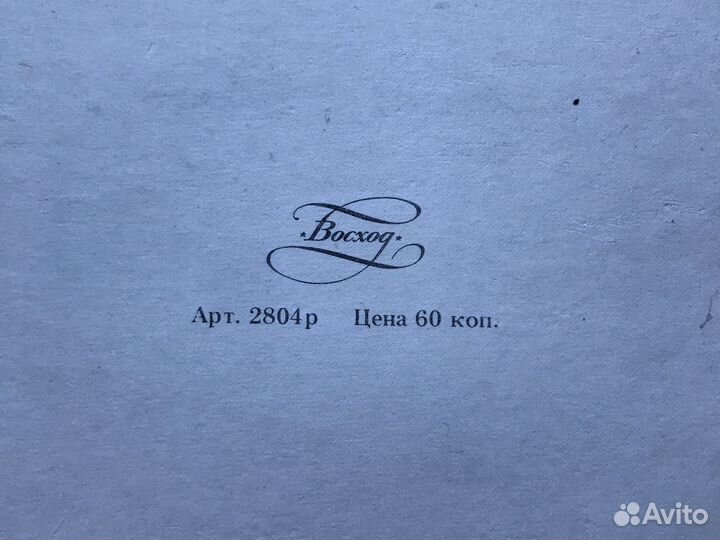 Восход
Арт. 2804р Цена 60 коп.
Avito